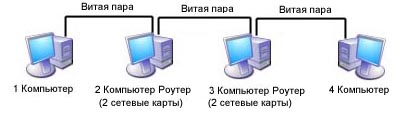 Витая пара Витая пара Витая пара
1 Компьютер 2 Компьютер Роутер 3 Компьютер Роутер 4 Компьютер
(2 сетевые карты) (2 сетевые карты)